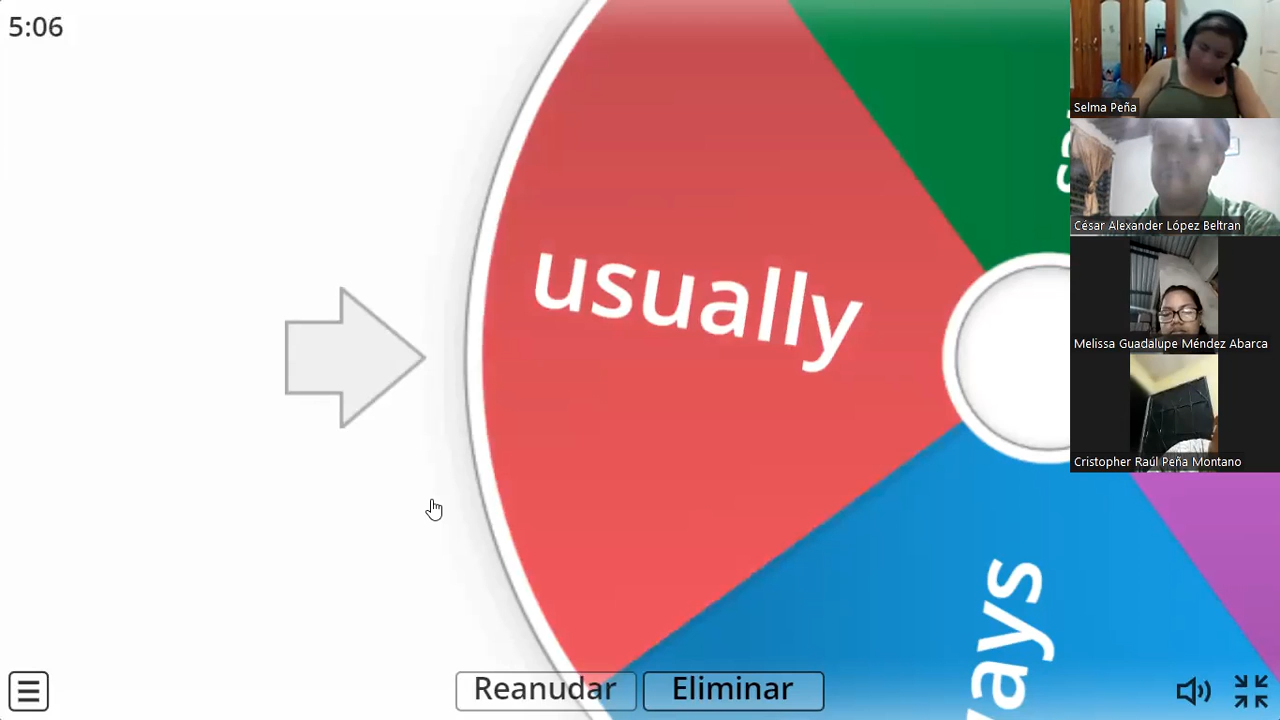 5:06
usually
ays
Reanudar
Eliminar
Selma Peña
César Alexander López Beltran
Melissa Guadalupe Méndez Abarca
Cristopher Raúl Peña Montano